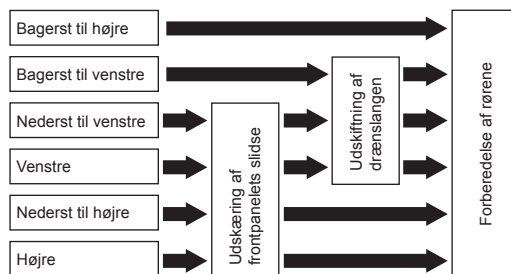 Bagerst til højre
Bagerst til venstre
Nederst til venstre
Venstre
Nederst til højre
Højre
Udskæring af
frontpanelets slidse
Udskiftning af
drænslangen
Forberedelse af rørene